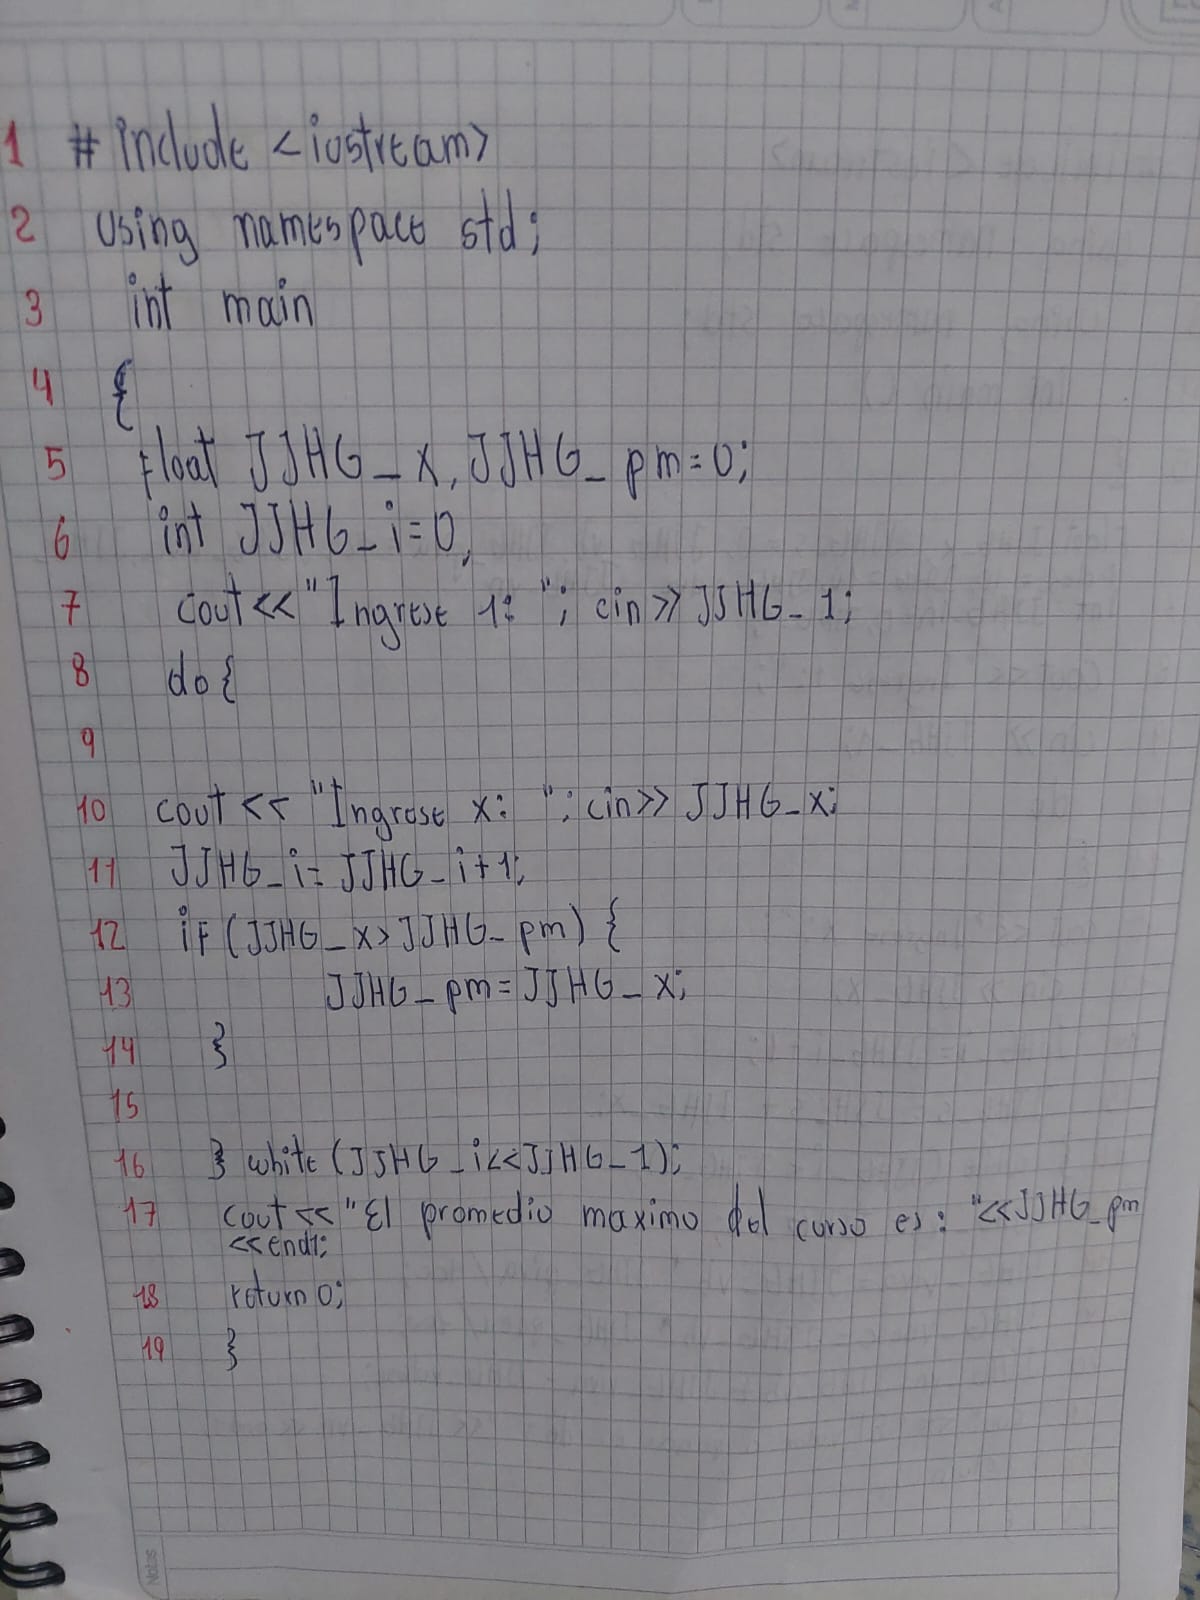 1 # include <iostream>
2 Using namespace std;
3 int main
4 {
5 float JJHG_x, JJHG_pm=0;
6 int JJHG_i=0,
7 cout<<"Ingrese 1: "; cin>>JJHG_1;
8 do{
9
10 cout << "Ingrese x: "; cin>> JJHG_x;
11 JJHG_i= JJHG_i+1;
12 if (JJHG_x>JJHG_pm) {
13 JJHG_pm=JJHG_x;
14 }
15
16 } white (JJHG_i<<JJHG_1);
17 cout<< "El promedio maximo del curso es: "<<JJHG_pm
<<end1;
18 return 0;
19 }
Notas